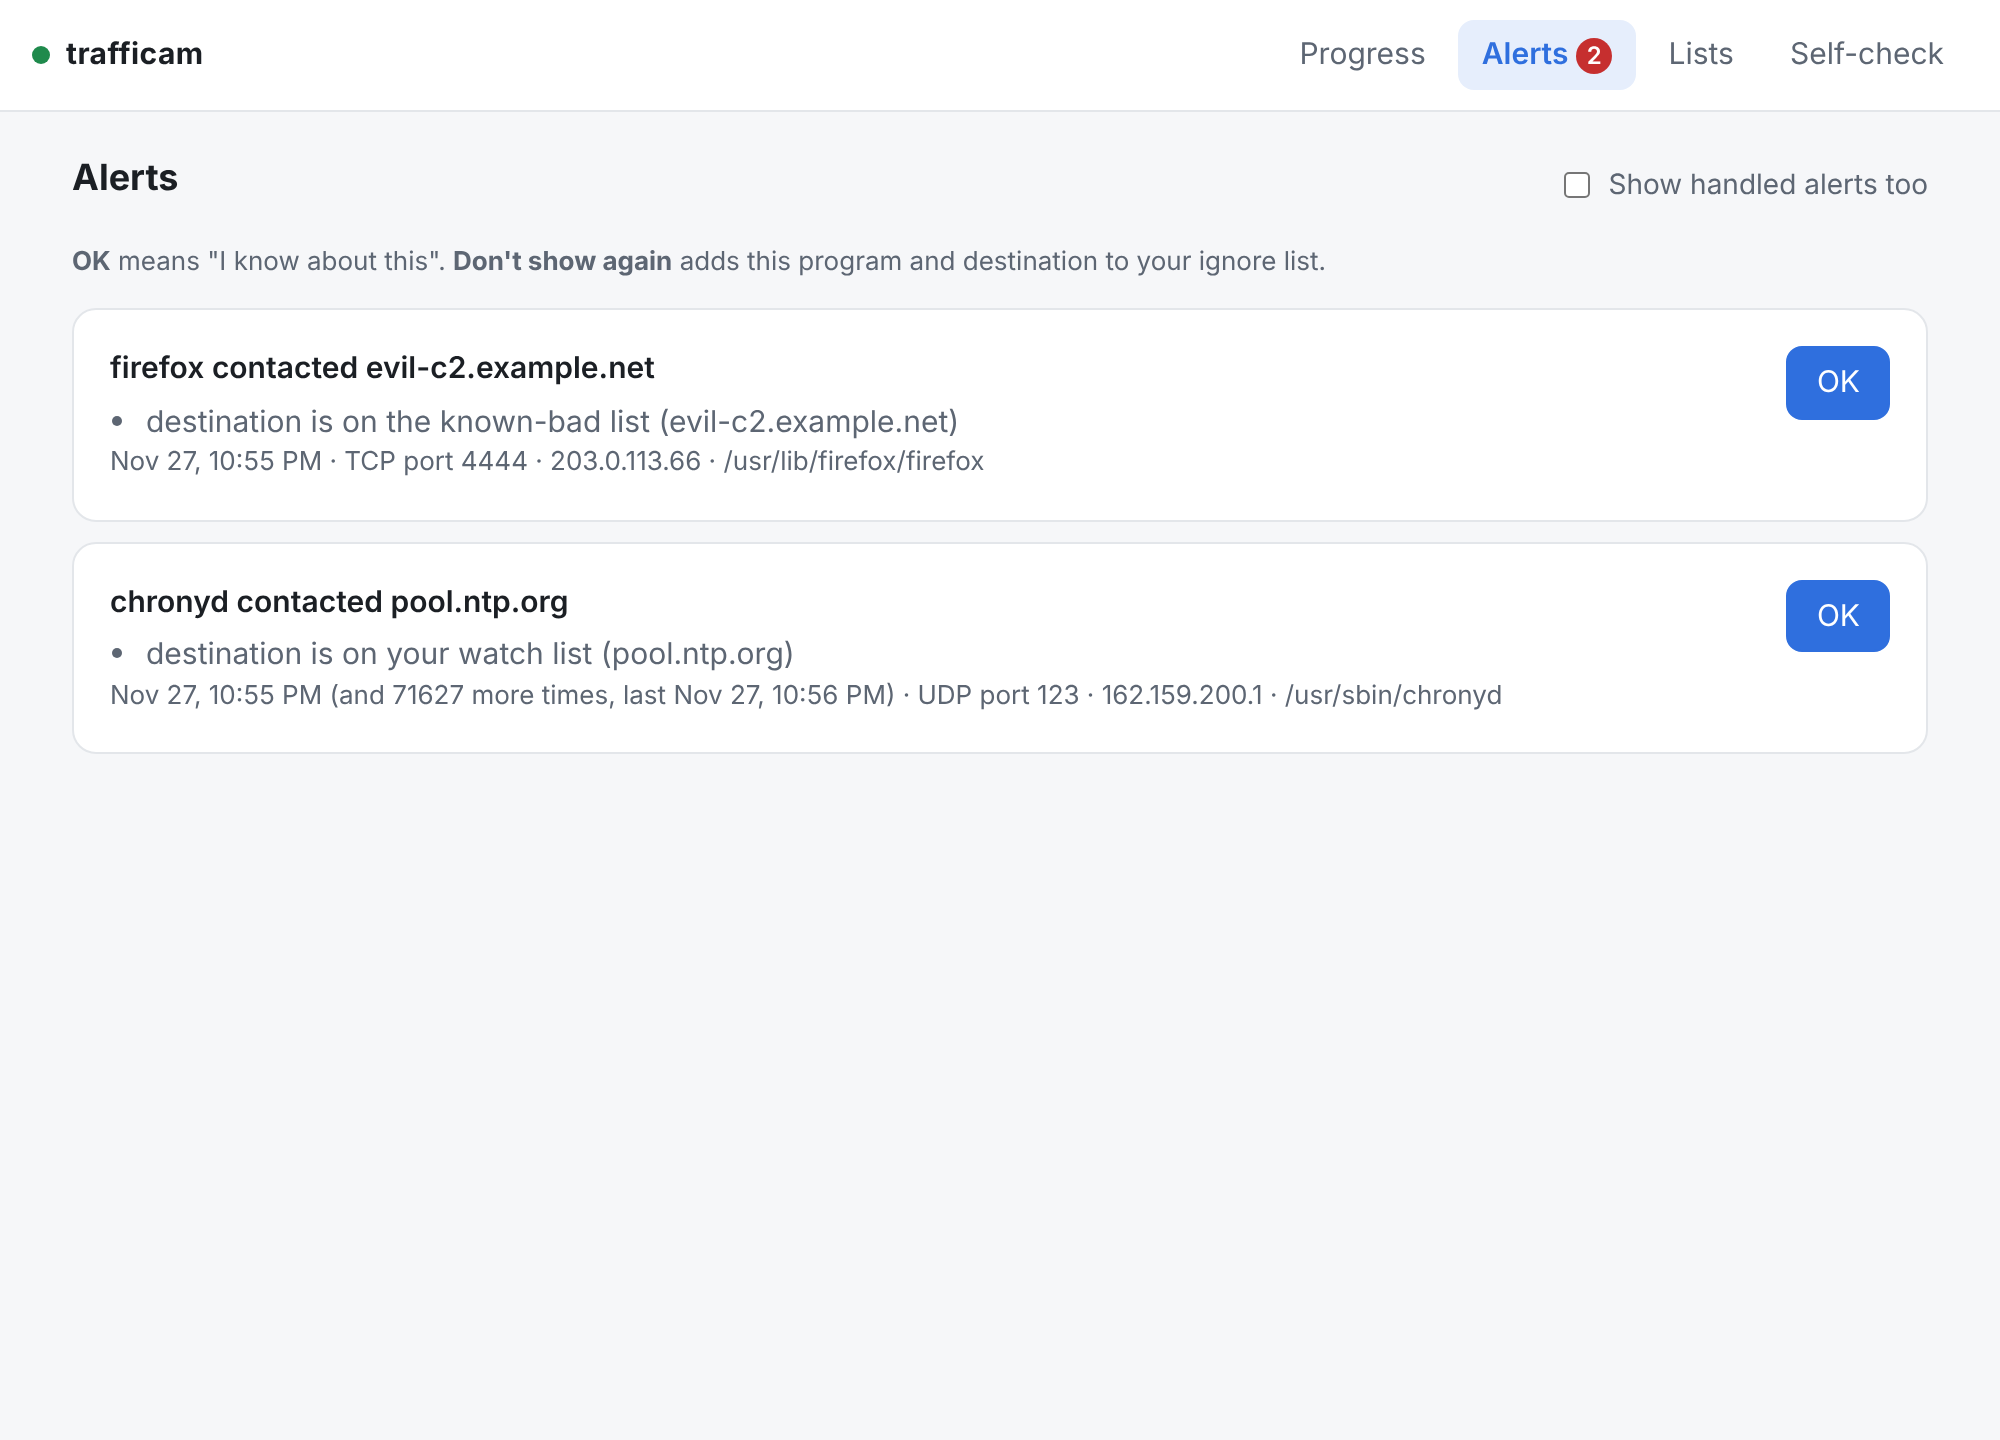 trafficam
Progress
Alerts 2
Lists
Self-check
Alerts
Show handled alerts too
OK means "I know about this". Don't show again adds this program and destination to your ignore list.
firefox contacted evil-c2.example.net
OK
• destination is on the known-bad list (evil-c2.example.net)
Nov 27, 10:55 PM · TCP port 4444 · 203.0.113.66 · /usr/lib/firefox/firefox
chronyd contacted pool.ntp.org
OK
• destination is on your watch list (pool.ntp.org)
Nov 27, 10:55 PM (and 71627 more times, last Nov 27, 10:56 PM) · UDP port 123 · 162.159.200.1 · /usr/sbin/chronyd